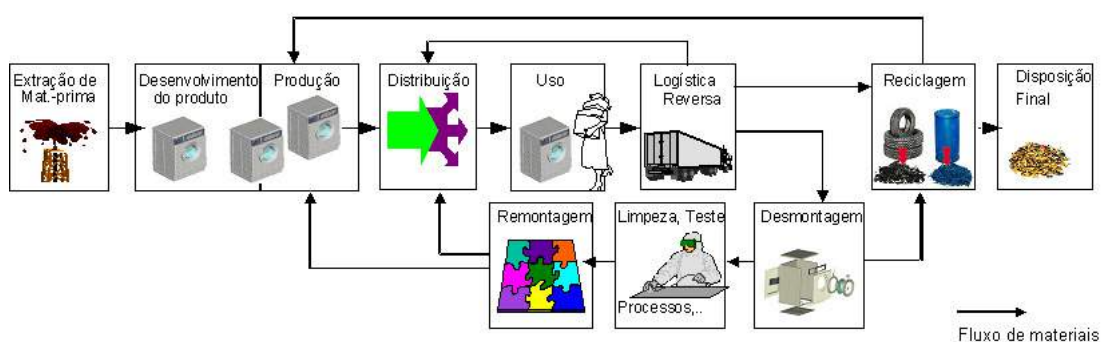 Extração de
Mat.-prima
Desenvolvimento
do produto
Produção
Distribuição
Uso
Logística
Reversa
Reciclagem
Disposição
Final
Remontagem
Limpeza, Teste
Processos,..
Desmontagem
Fluxo de materiais